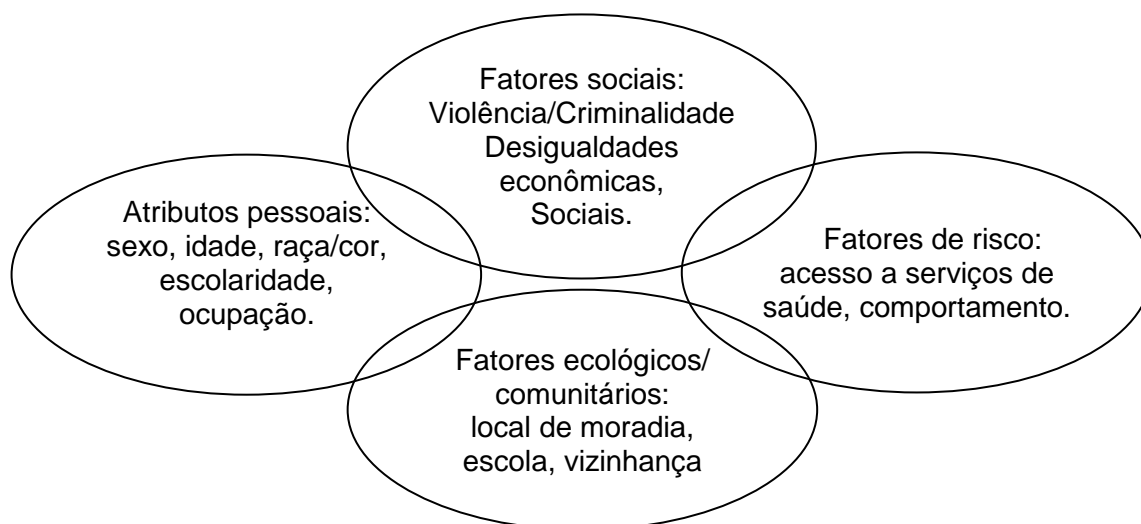 Fatores sociais:
Violência/Criminalidade
Desigualdades
econômicas,
Sociais.
Atributos pessoais:
sexo, idade, raça/cor,
escolaridade,
ocupação.
Fatores de risco:
acesso a serviços de
saúde, comportamento.
Fatores ecológicos/
comunitários:
local de moradia,
escola, vizinhança